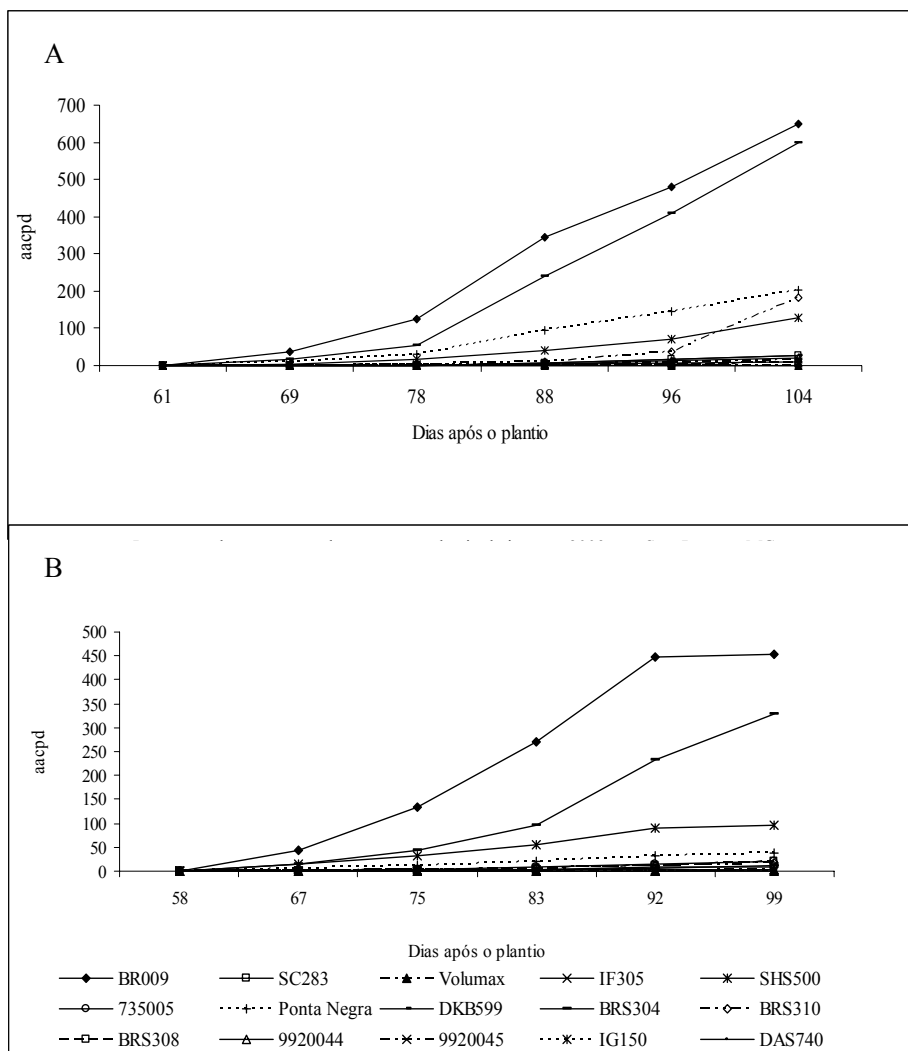 A
700
600
500
400
300
200
100
0
aacpd
61 69 78 88 96 104
Dias após o plantio
B
500
450
400
350
300
250
200
150
100
50
0
aacpd
58 67 75 83 92 99
Dias após o plantio
BR009 SC283 Volumax IF305 SHS500
735005 Ponta Negra DKB599 BRS304 BRS310
BRS308 9920044 9920045 IG150 DAS740